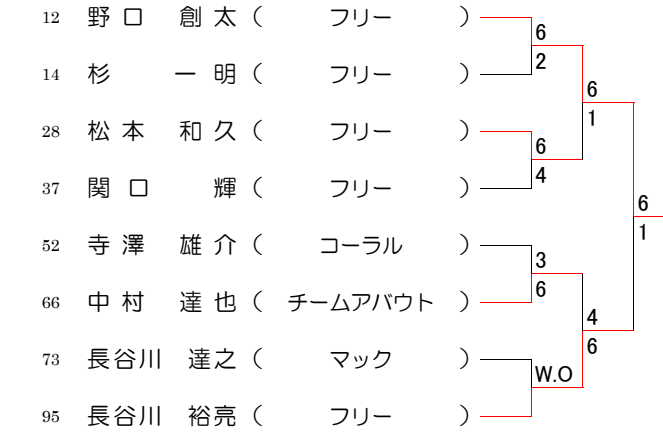 12 野口 創太 ( フリー )
6
2
14 杉 一明 ( フリー )
6
1
28 松本 和久 ( フリー )
6
4
37 関口 輝 ( フリー )
6
1
52 寺澤 雄介 ( コーラル )
3
6
66 中村 達也 ( チームアバウト )
4
6
73 長谷川 達之 ( マック )
W.O
95 長谷川 裕亮 ( フリー )